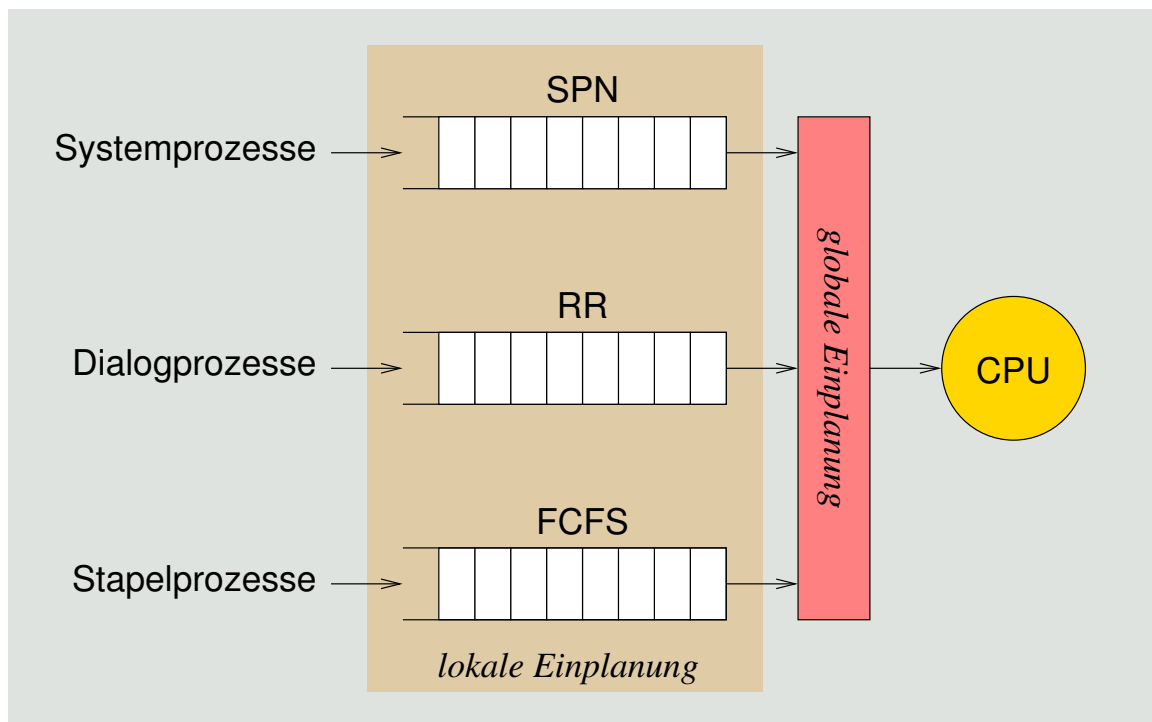 SPN
Systemprozesse
RR
Dialogprozesse
globale Einplanung
CPU
FCFS
Stapelprozesse
lokale Einplanung